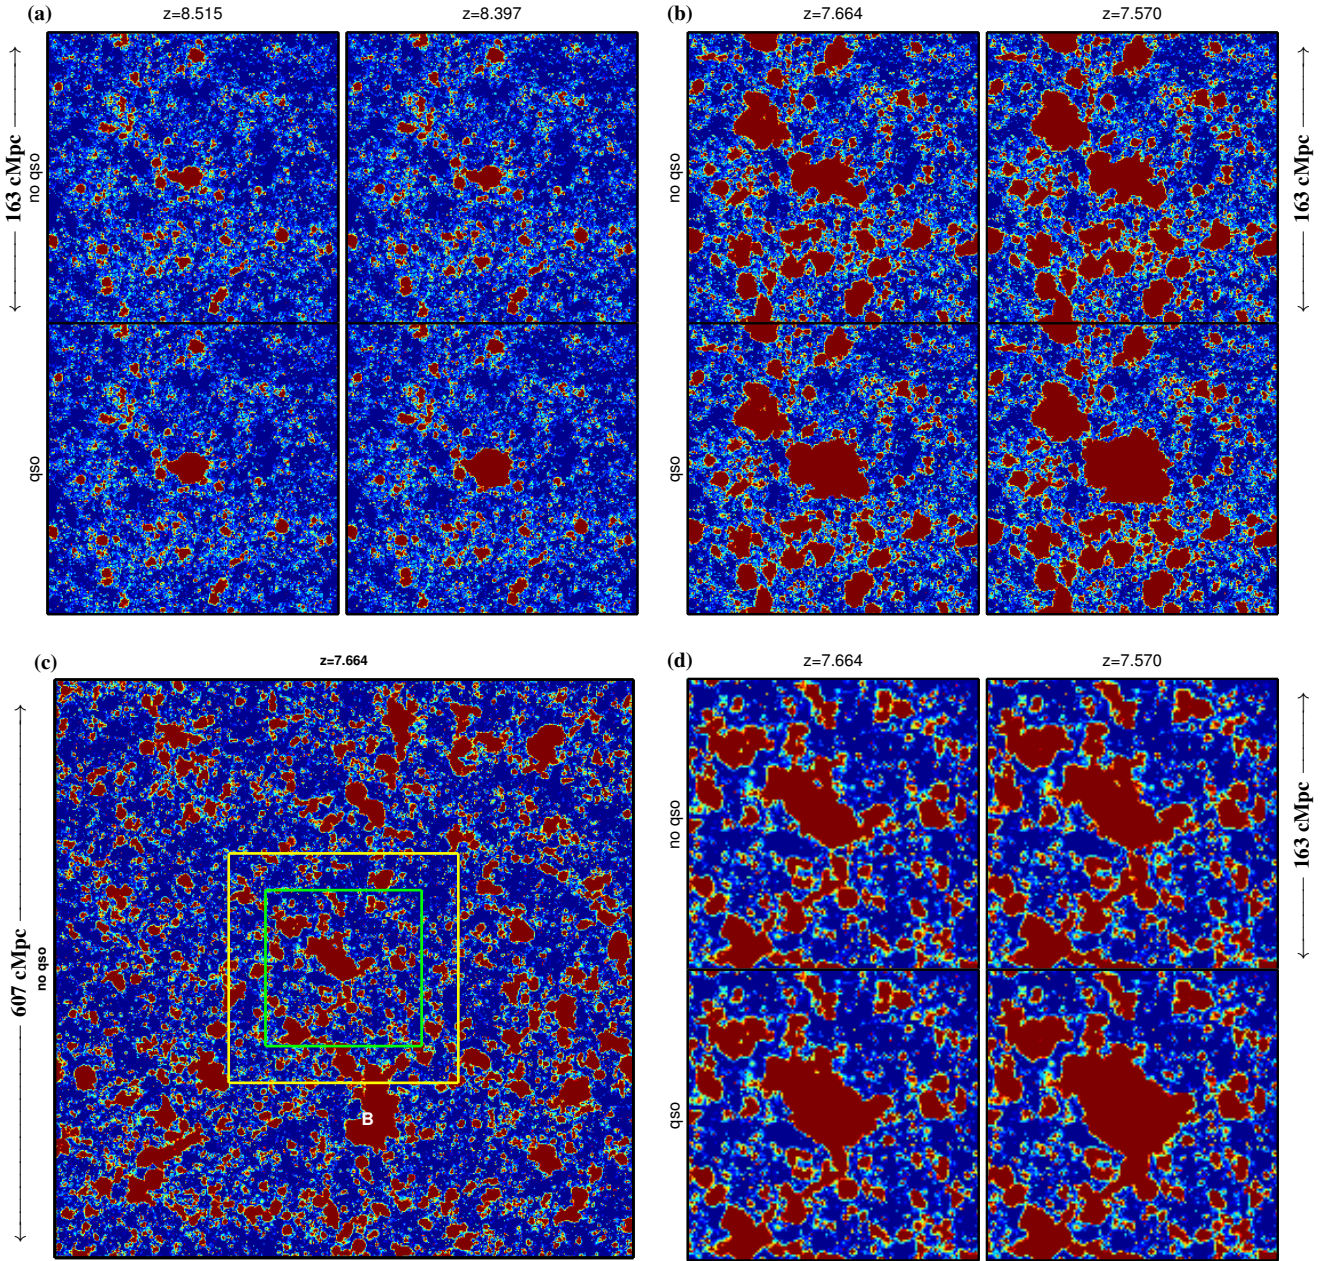 (a)
z=8.515
z=8.397
(b)
z=7.664
z=7.570
163 cMpc
no qso
qso
no qso
qso
163 cMpc
(c)
z=7.664
607 cMpc
no qso
B
(d)
z=7.664
z=7.570
no qso
qso
163 cMpc